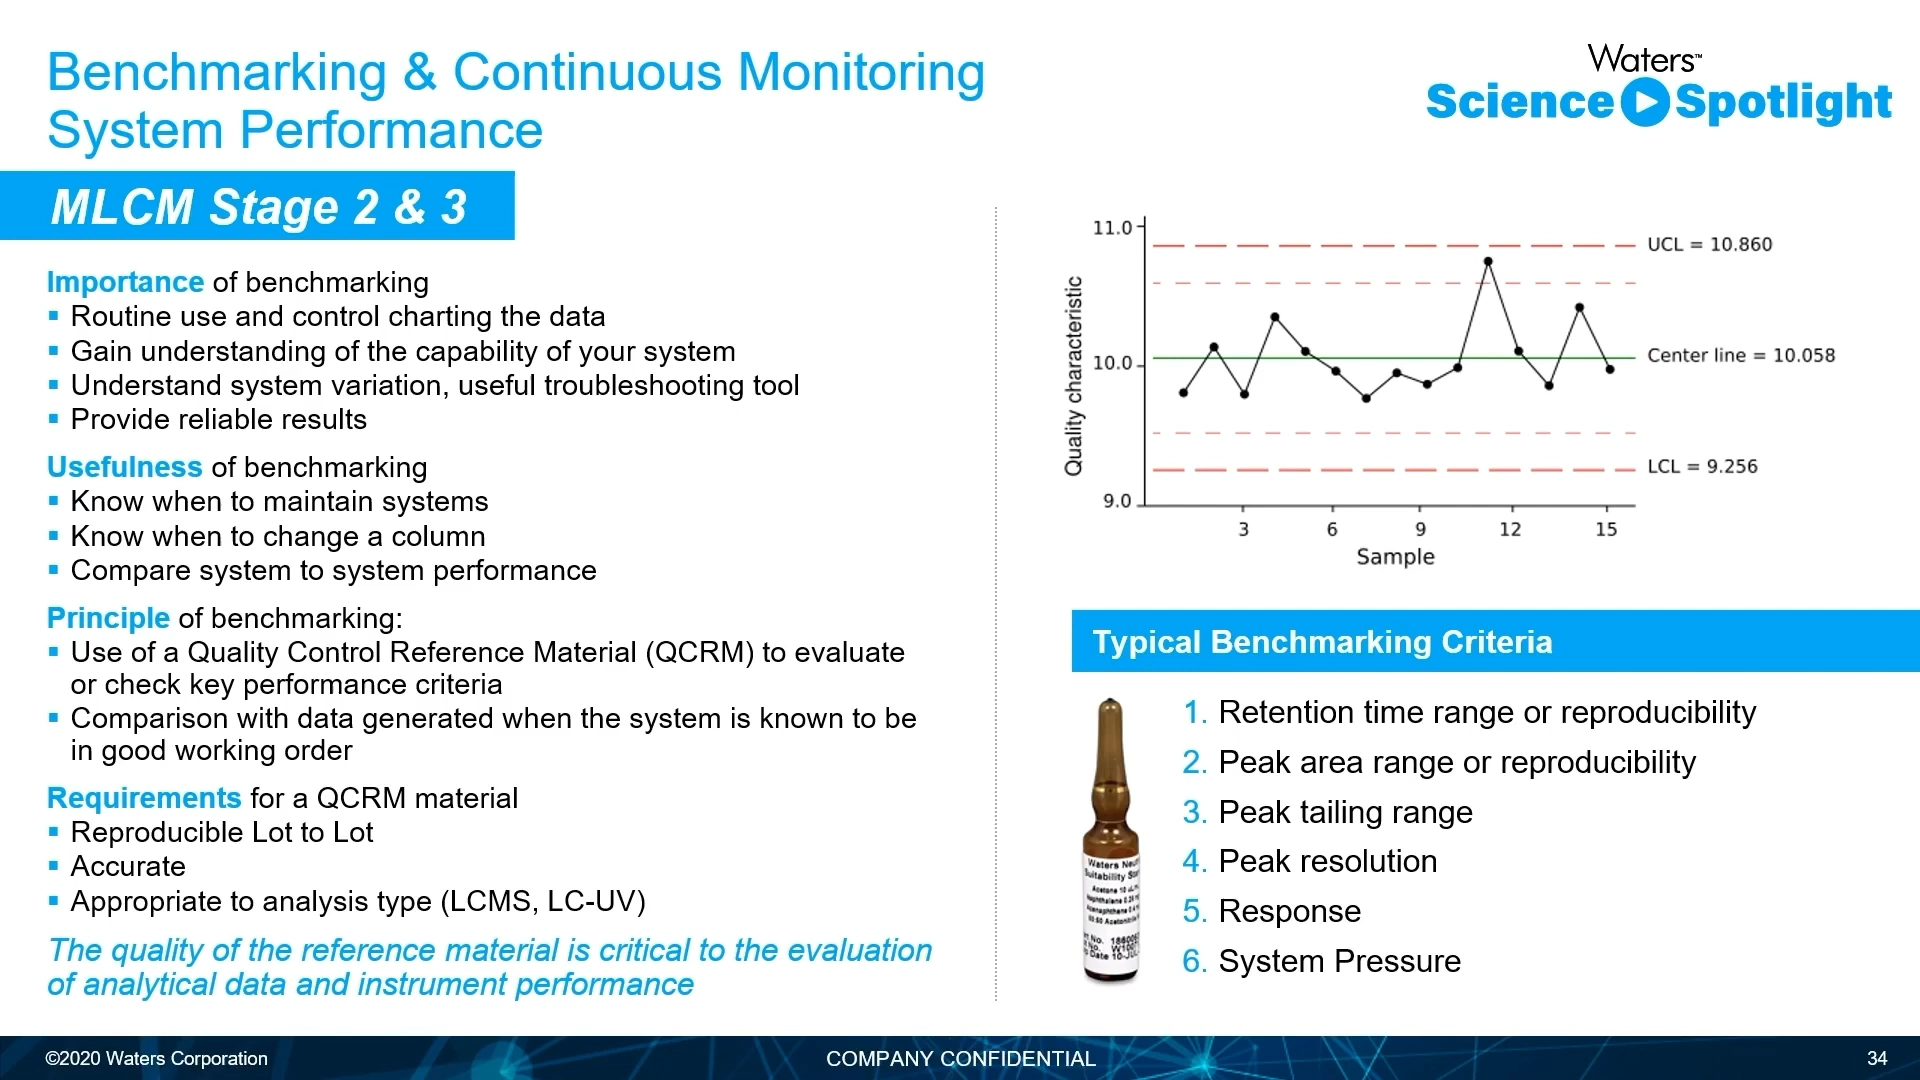 Benchmarking & Continuous Monitoring
System Performance
Waters™
Science Spotlight
MLCM Stage 2 & 3
Importance of benchmarking
▪ Routine use and control charting the data
▪ Gain understanding of the capability of your system
▪ Understand system variation, useful troubleshooting tool
▪ Provide reliable results
Usefulness of benchmarking
▪ Know when to maintain systems
▪ Know when to change a column
▪ Compare system to system performance
Principle of benchmarking:
▪ Use of a Quality Control Reference Material (QCRM) to evaluate
or check key performance criteria
▪ Comparison with data generated when the system is known to be
in good working order
Requirements for a QCRM material
▪ Reproducible Lot to Lot
▪ Accurate
▪ Appropriate to analysis type (LCMS, LC-UV)
The quality of the reference material is critical to the evaluation
of analytical data and instrument performance
Quality characteristic
11.0
10.0
9.0
UCL = 10.860
Center line = 10.058
LCL = 9.256
3 6 9 12 15
Sample
Typical Benchmarking Criteria
1. Retention time range or reproducibility
2. Peak area range or reproducibility
3. Peak tailing range
4. Peak resolution
5. Response
6. System Pressure
Waters
Suitability
Acetone 10
Acetonitrile
No.
Date 10-
©2020 Waters Corporation
COMPANY CONFIDENTIAL
34